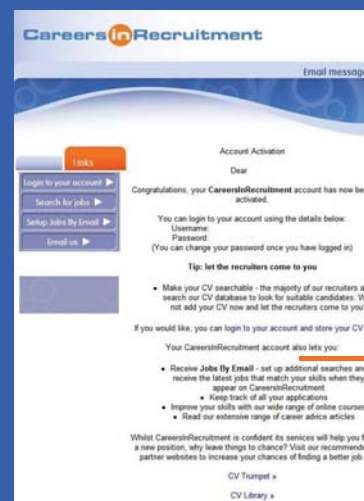 Careers in Recruitment
Email message
Links
Login to your account
Search for jobs
Setup Jobs By Email
Email us
Account Activation
Dear
Congratulations, your CareersInRecruitment account has now be
activated.
You can login to your account using the details below:
Username:
Password:
(You can change your password once you have logged in)
Tip: let the recruiters come to you
Make your CV searchable - the majority of our recruiters a
search our CV database to look for suitable candidates. W
not add your CV now and let the recruiters come to you
If you would like, you can login to your account and store your CV
Your CareersInRecruitment account also lets you:
Receive Jobs By Email - set up additional searches and
receive the latest jobs that match your skills when they
appear on CareersInRecruitment
Keep track of all your applications
Improve your skills with our wide range of online courses
Read our extensive range of career advice articles
Whilst CareersInRecruitment is confident its services will help you f
a new position, why leave things to chance? Visit our recommende
partner websites to increase your chances of finding a better job
CV Trumpet »
CV Library »